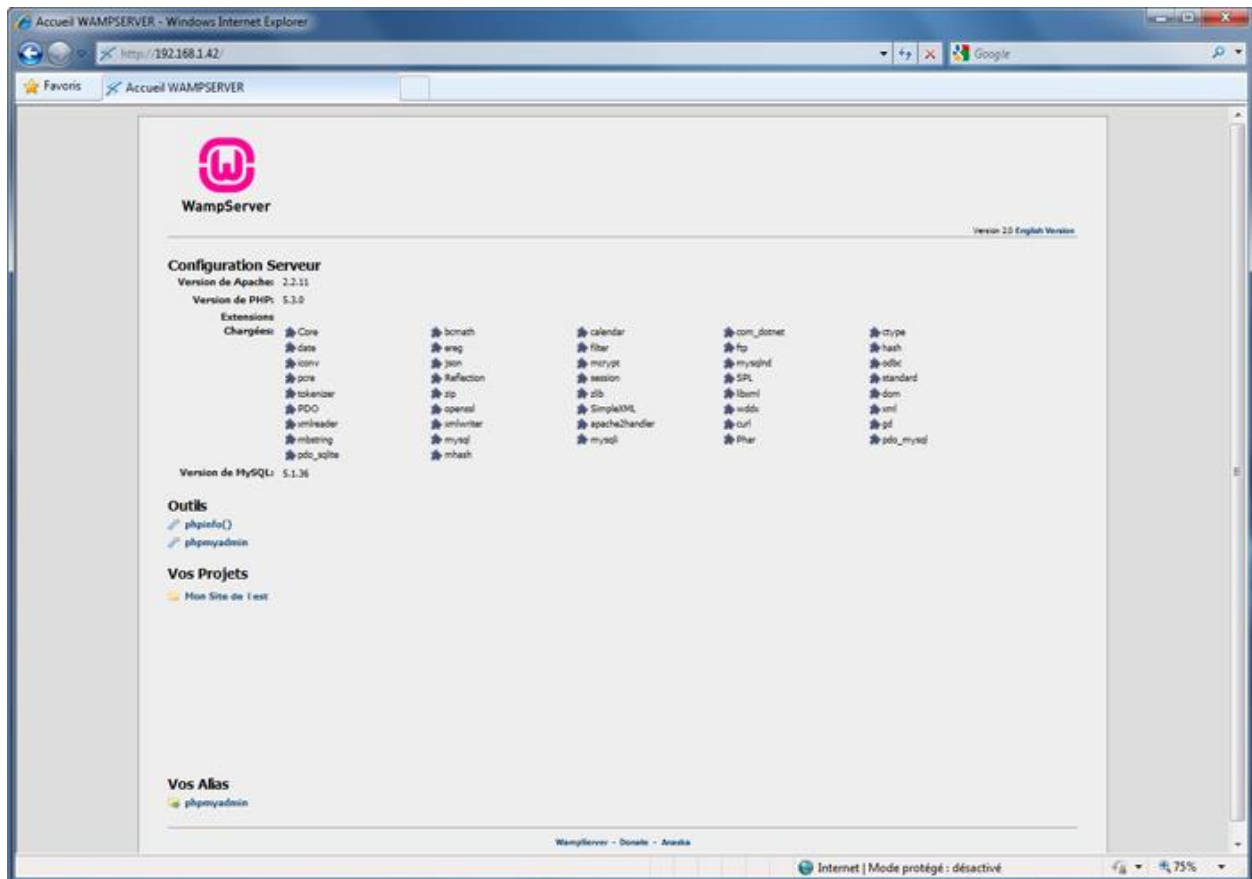 Accueil WAMPSERVER - Windows Internet Explorer
http://192.168.1.42/
Google
Favoris
Accueil WAMPSERVER
WampServer
Version 2.0 English Version
Configuration Serveur
Version de Apache: 2.2.11
Version de PHP: 5.3.0
Extensions
Chargées: Core bcmath calendar com_dotnet ctype
date ereg filter ftp hash
iconv json mcrypt mysqlnd odbc
pcre Reflection session SPL standard
tokenizer zip zlib libxml dom
PDO openssl SimpleXML wddx xml
xmlreader xmlwriter apache2handler curl gd
mbstring mysql mysqli Phar pdo_mysql
pdo_sqlite mhash
Version de MySQL: 5.1.36
Outils
phpinfo()
phpmyadmin
Vos Projets
Mon Site de Test
Vos Alias
phpmyadmin
WampServer - Donate - Anaska
Internet | Mode protégé : désactivé
75%